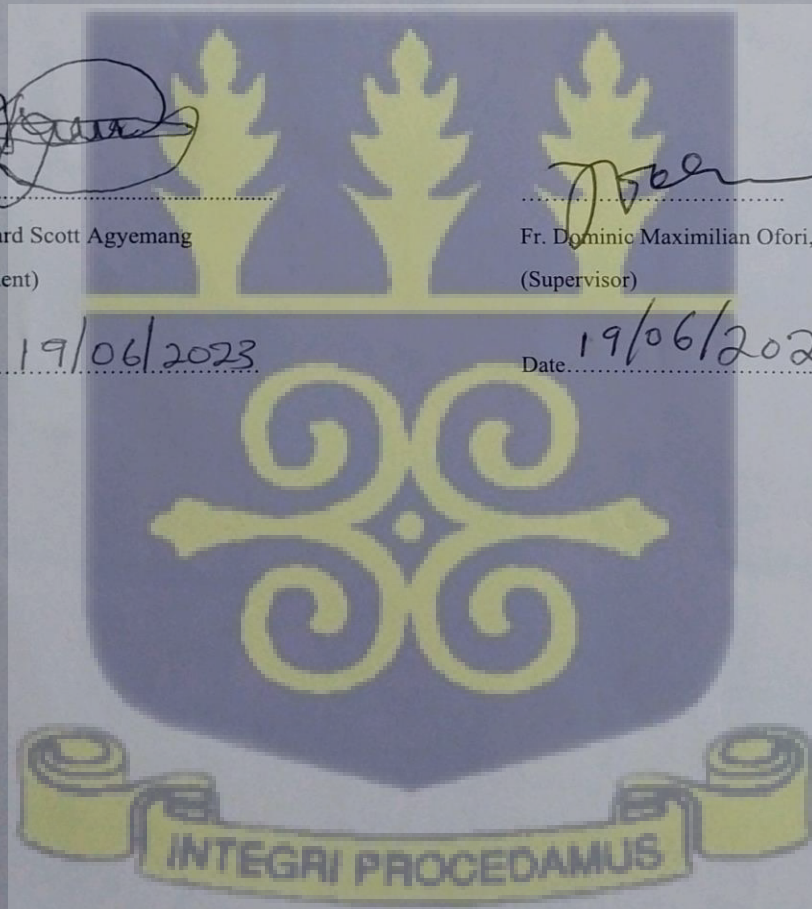 ard Scott Agyemang
Fr. Dominic Maximilian Ofori,
ent)
(Supervisor)
19/06/2023
Date 19/06/202
INTEGRI PROCEDAMUS